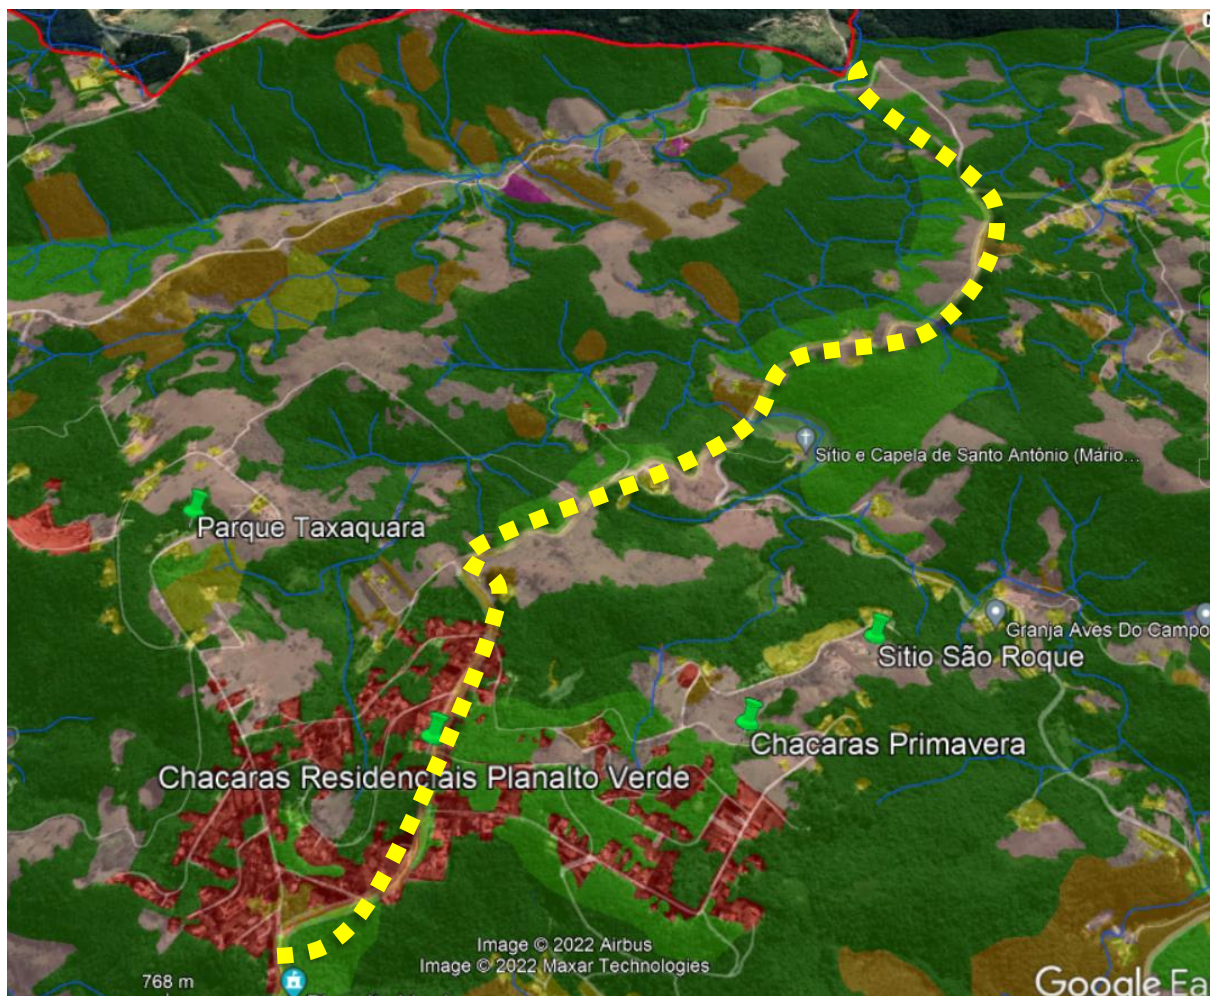 Sítio e Capela de Santo Antônio (Mário...
Parque Taxaquara
Granja Aves Do Campo
Sitio São Roque
Chacaras Primavera
Chacaras Residenciais Planalto Verde
Image © 2022 Airbus
Image © 2022 Maxar Technologies
768 m
Google Ea